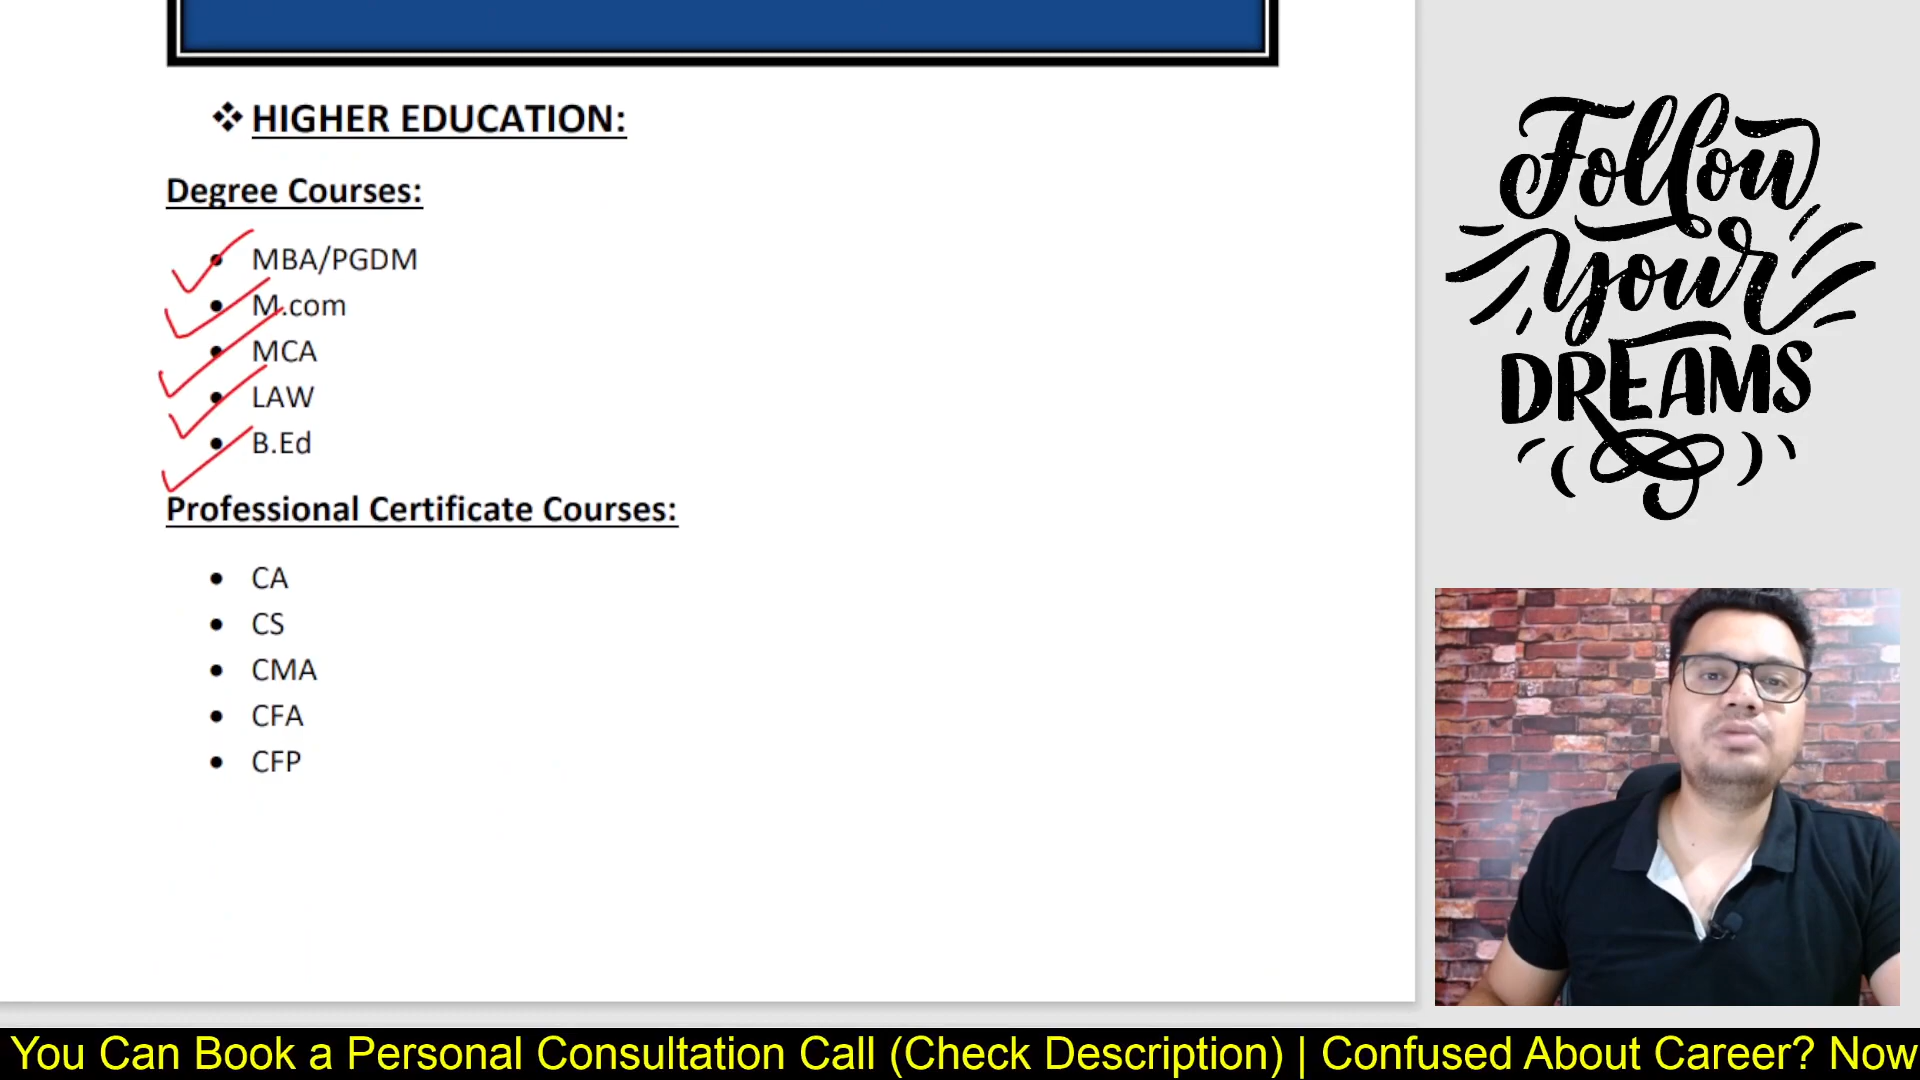 HIGHER EDUCATION:
Degree Courses:
MBA/PGDM
M.com
MCA
LAW
B.Ed
Professional Certificate Courses:
CA
CS
CMA
CFA
CFP
Follow
Your
DREAMS
You Can Book a Personal Consultation Call (Check Description) | Confused About Career? Now